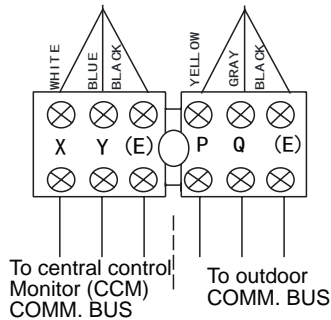 WHITE BLUE BLACK YELLOW GRAY BLACK
X Y (E) P Q (E)
To central control
Monitor (CCM)
COMM. BUS
To outdoor
COMM. BUS